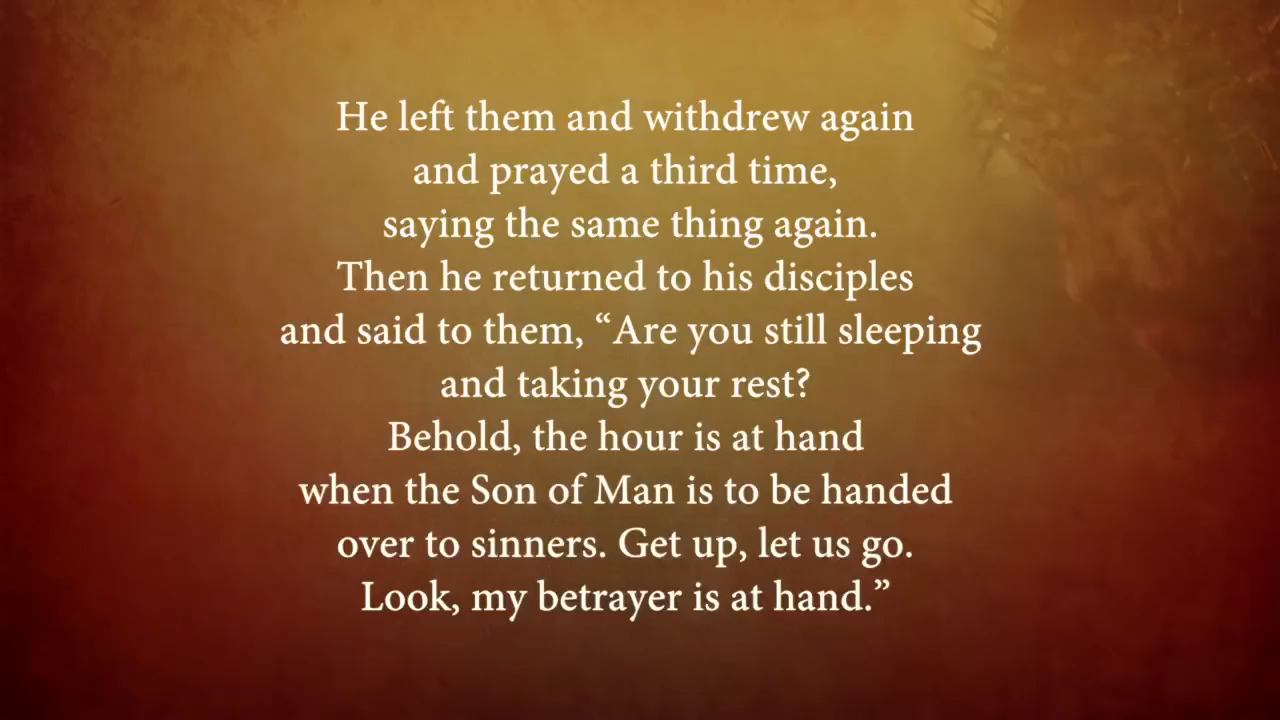 He left them and withdrew again
and prayed a third time,
saying the same thing again.
Then he returned to his disciples
and said to them, “Are you still sleeping
and taking your rest?
Behold, the hour is at hand
when the Son of Man is to be handed
over to sinners. Get up, let us go.
Look, my betrayer is at hand.”